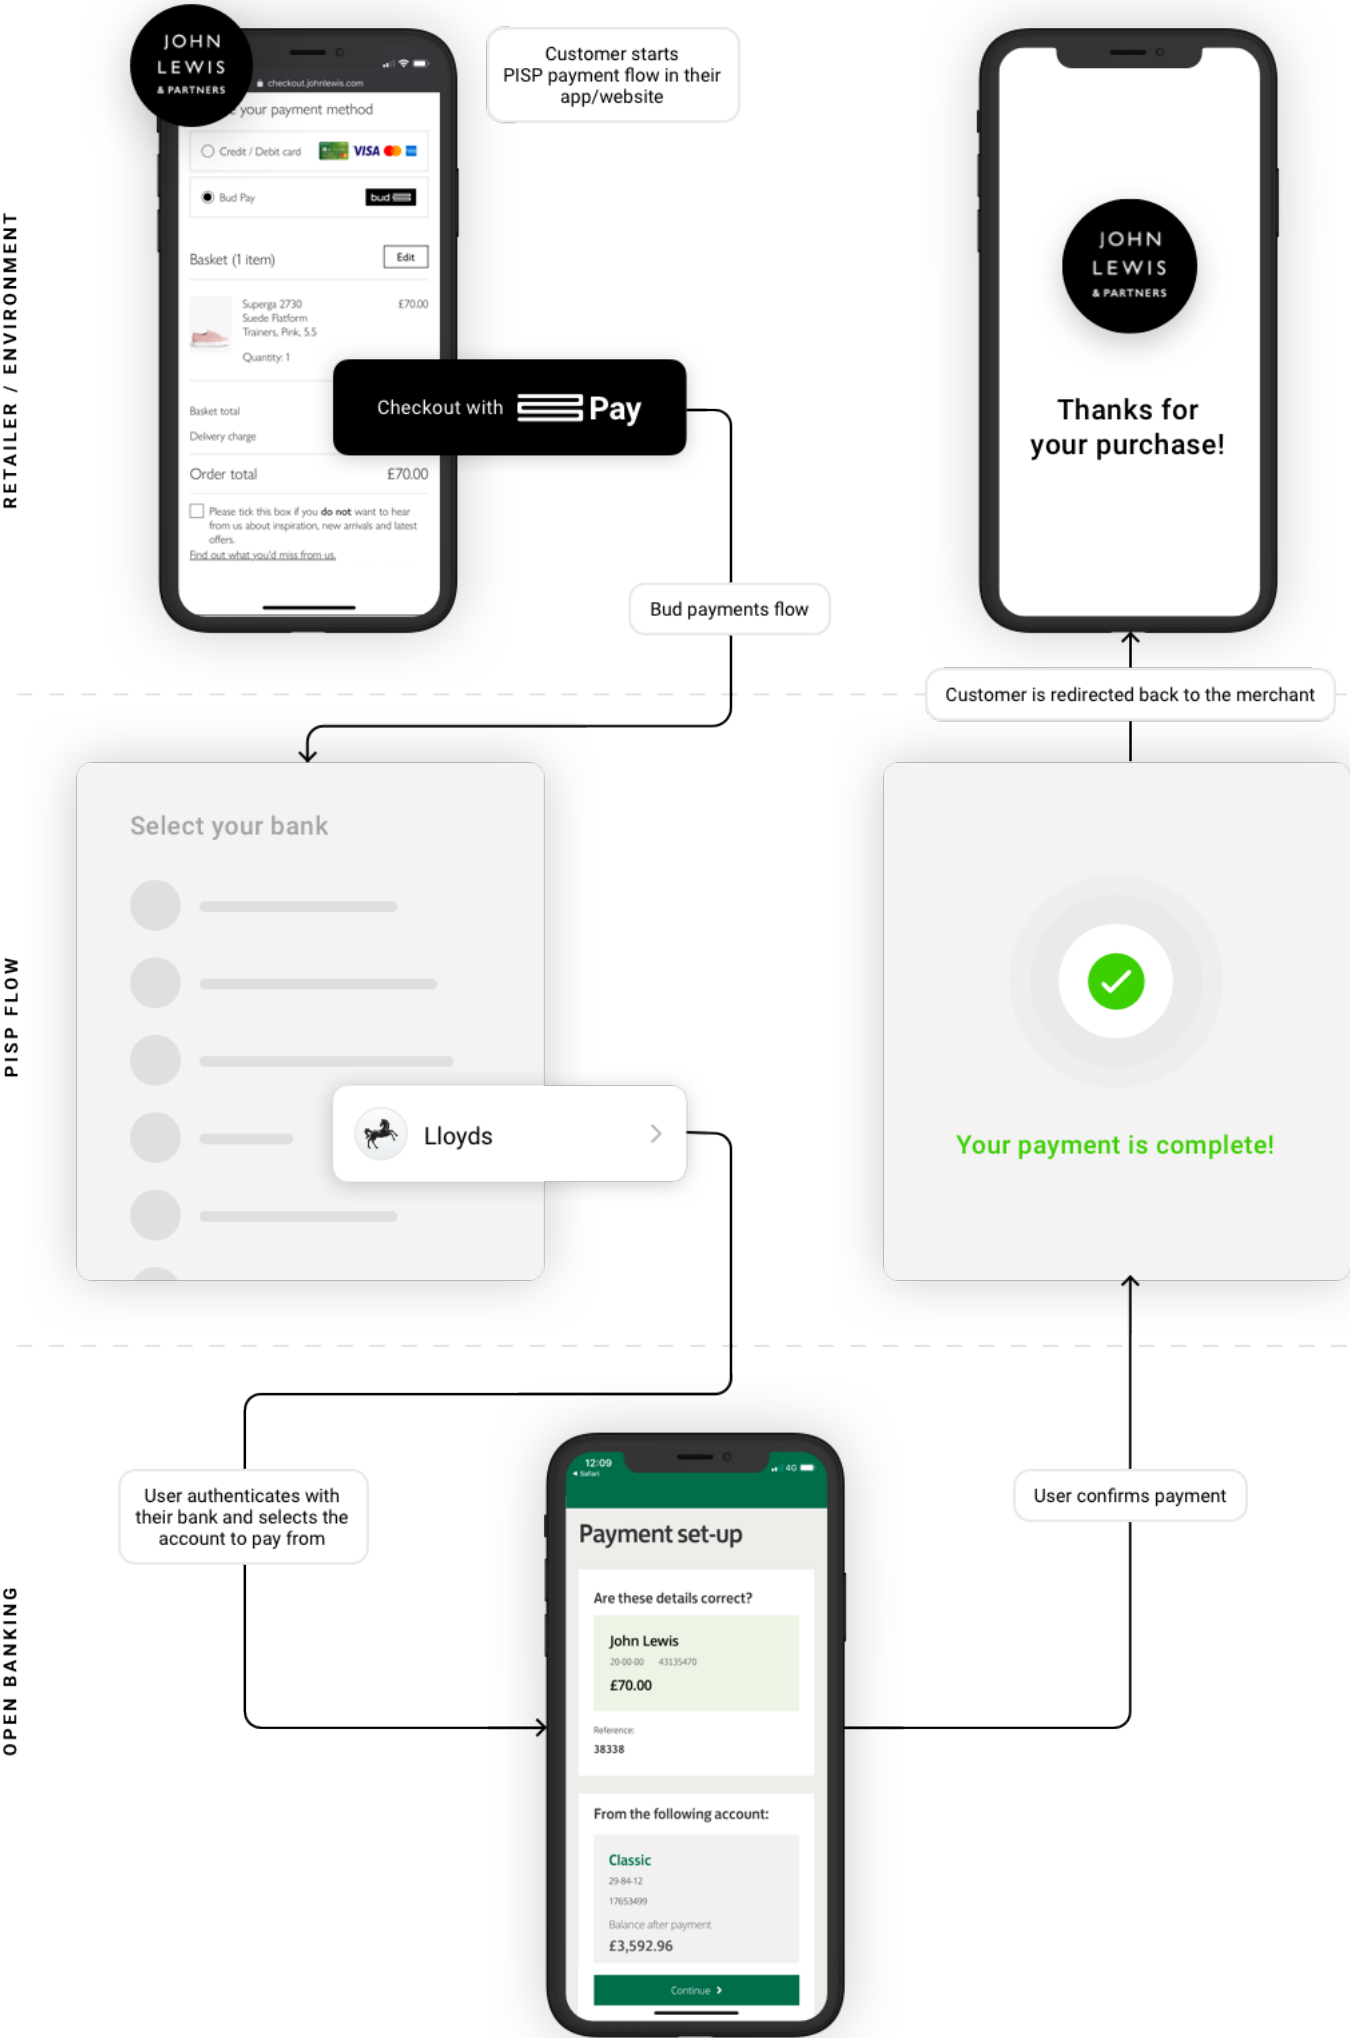 JOHN
LEWIS
& PARTNERS
checkout.johnlewis.com
your payment method
Credit / Debit card
VISA
Bud Pay
bud
Basket (1 item)
Edit
Superga 2730
£70.00
Suede Flatform
Trainers, Pink, 5.5
Quantity: 1
Basket total
Delivery charge
Order total
£70.00
Please tick this box if you do not want to hear
from us about inspiration, new arrivals and latest
offers.
Find out what you'd miss from us.
Checkout with Pay
Customer starts
PISP payment flow in their
app/website
RETAILER / ENVIRONMENT
Bud payments flow
JOHN
LEWIS
& PARTNERS
Thanks for
your purchase!
Customer is redirected back to the merchant
PISP FLOW
Select your bank
Lloyds
Your payment is complete!
OPEN BANKING
User authenticates with
their bank and selects the
account to pay from
12:09
Safari
4G
Payment set-up
Are these details correct?
John Lewis
20-00-00 43135470
£70.00
Reference:
38338
From the following account:
Classic
29-84-12
17653499
Balance after payment
£3,592.96
Continue
User confirms payment